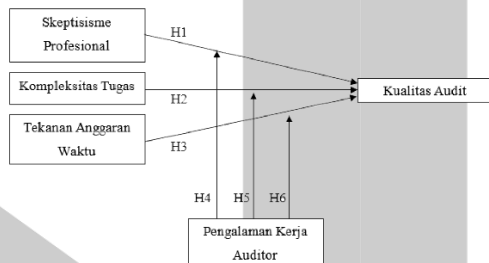 Skeptisisme
Profesional
H1
Kompleksitas Tugas
Kualitas Audit
H2
Tekanan Anggaran
Waktu
H3
H4
H5
H6
Pengalaman Kerja
Auditor